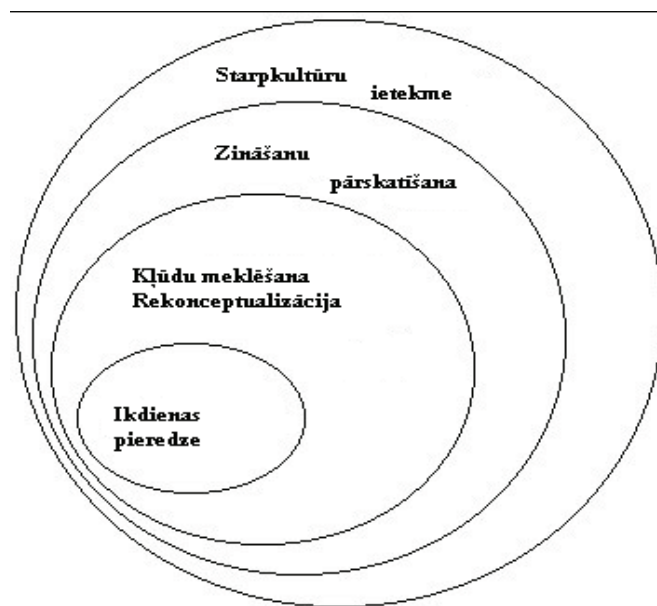 Starpkultūru
ietekme
Zināšanu
pārskatīšana
Kļūdu meklēšana
Rekonceptualizācija
Ikdienas
pieredze